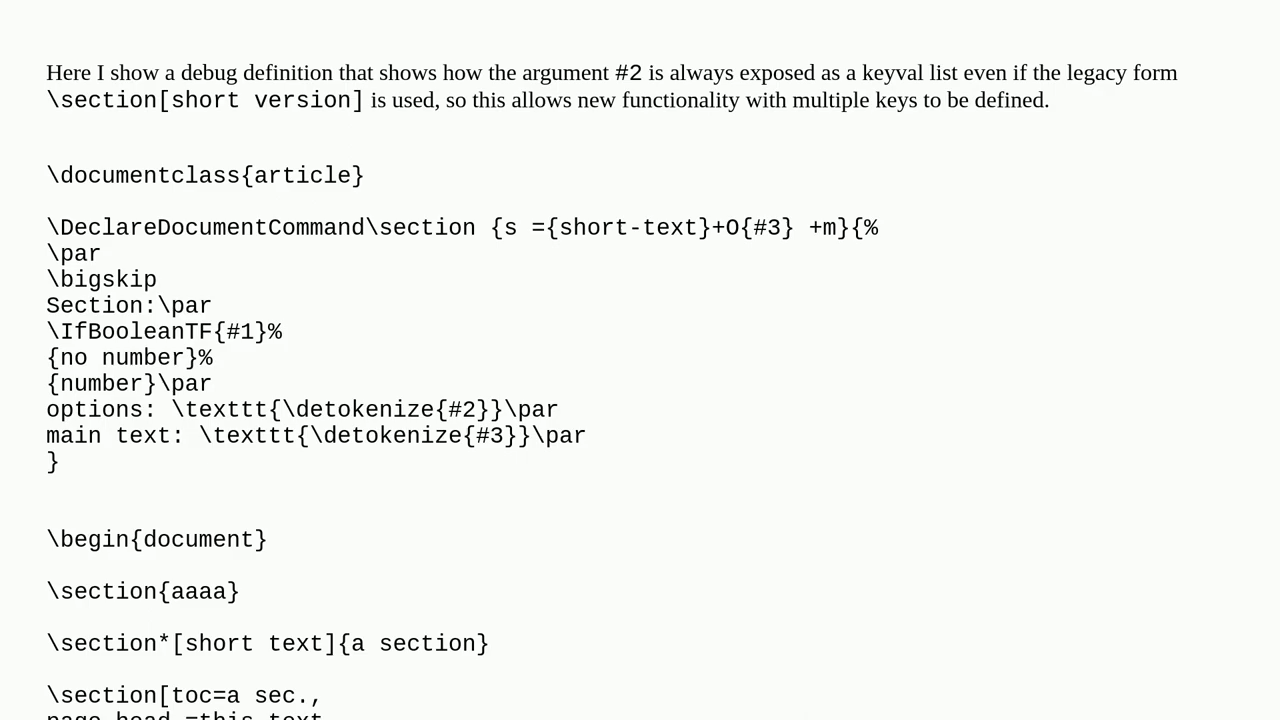 Here I show a debug definition that shows how the argument #2 is always exposed as a keyval list even if the legacy form
\section[short version] is used, so this allows new functionality with multiple keys to be defined.
\documentclass{article}
\DeclareDocumentCommand\section {s ={short-text}+O{#3} +m}{%
\par
\bigskip
Section:\par
\IfBooleanTF{#1}%
{no number}%
{number}\par
options: \texttt{\detokenize{#2}}\par
main text: \texttt{\detokenize{#3}}\par
}
\begin{document}
\section{aaaa}
\section*[short text]{a section}
\section[toc=a sec.,
page-head =this text